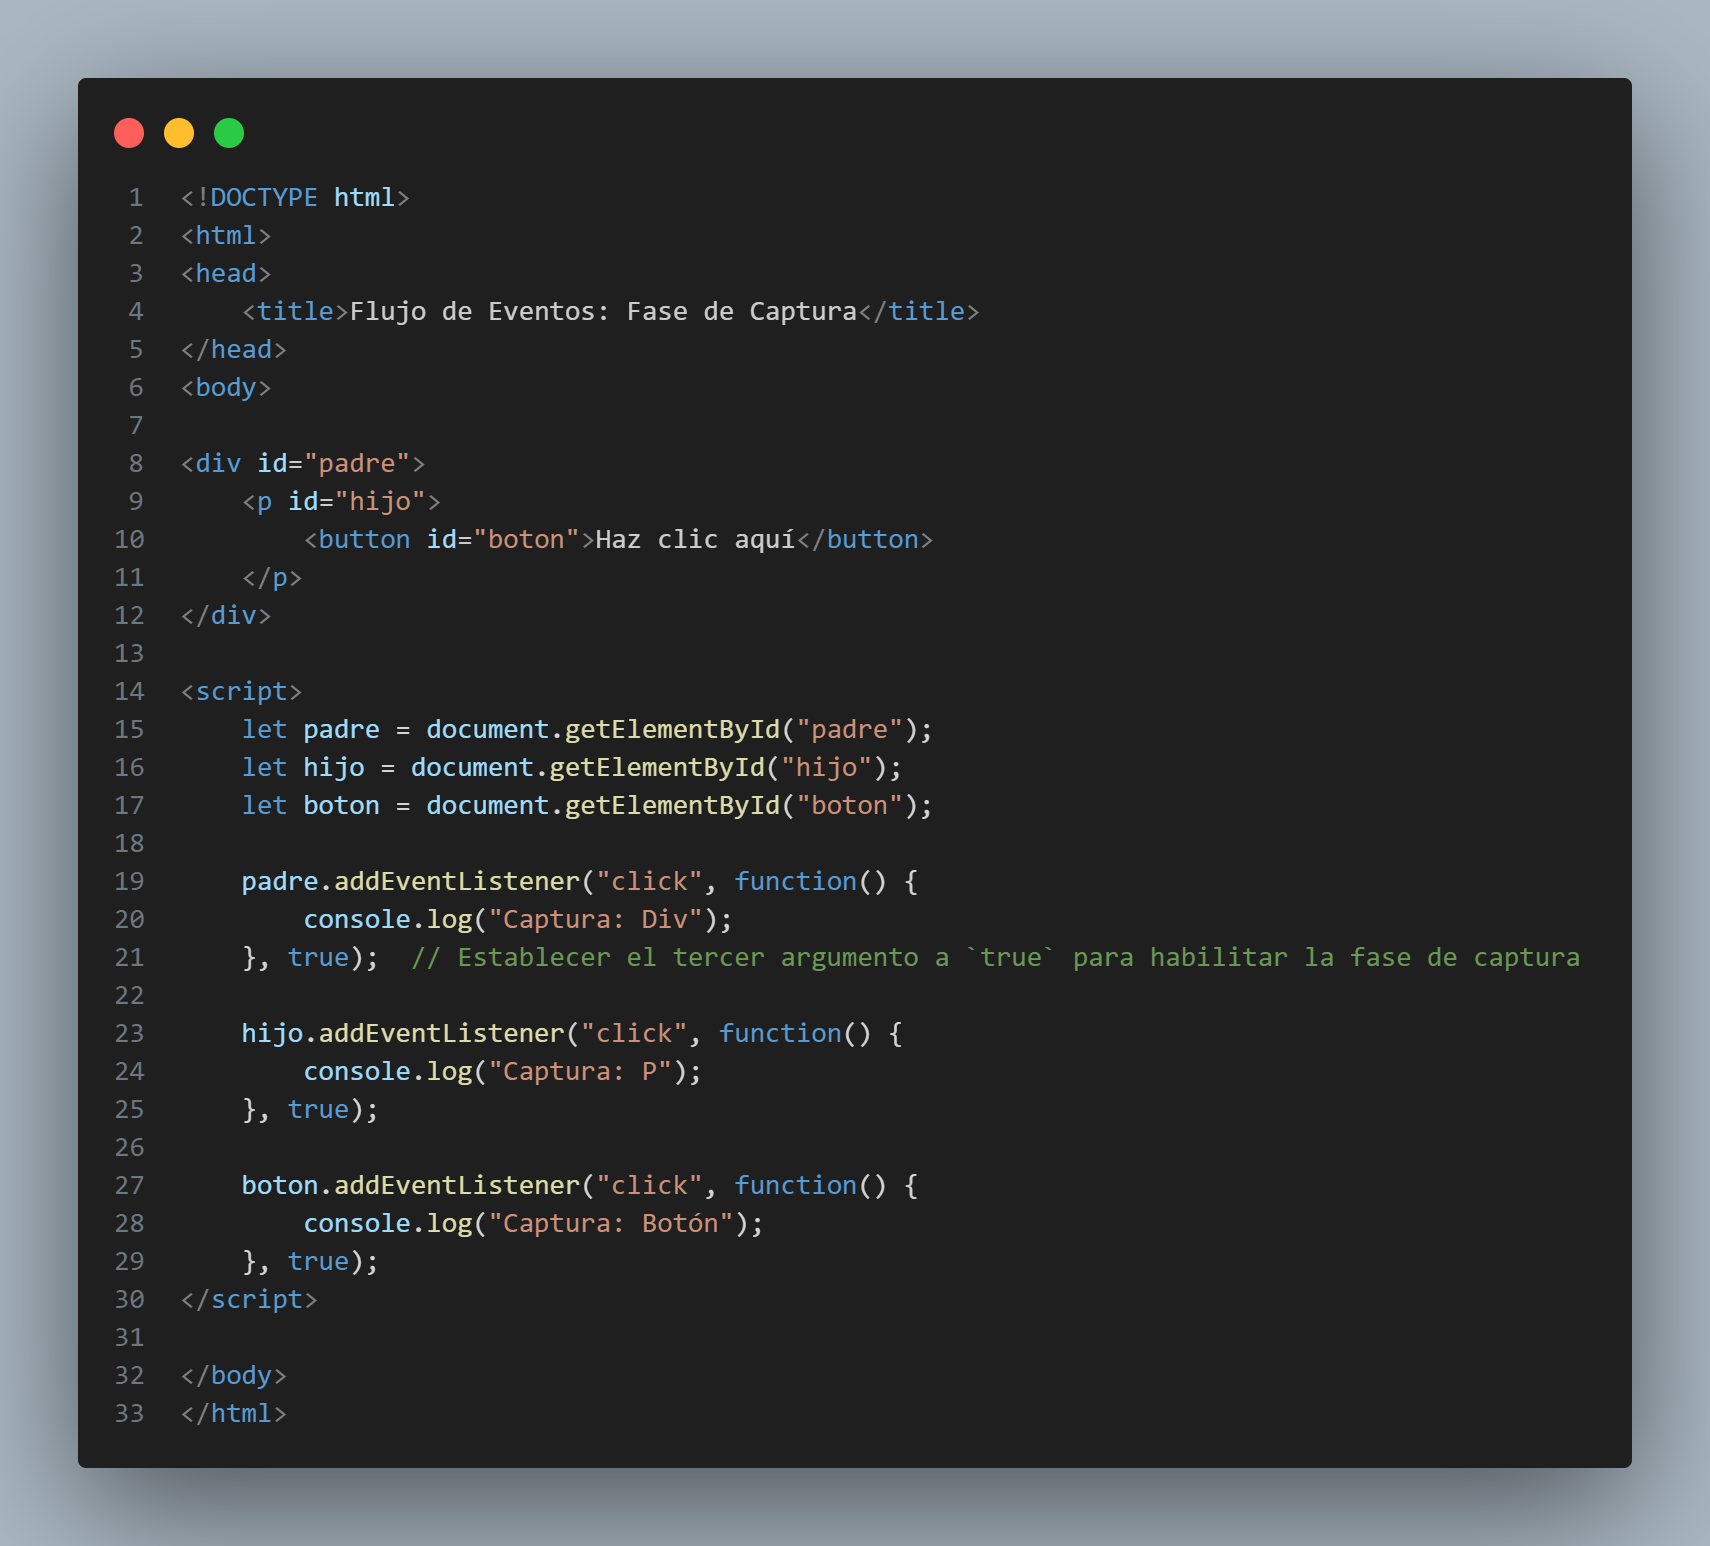 1 <!DOCTYPE html>
2 <html>
3 <head>
4     <title>Flujo de Eventos: Fase de Captura</title>
5 </head>
6 <body>
7
8 <div id="padre">
9     <p id="hijo">
10         <button id="boton">Haz clic aquí</button>
11     </p>
12 </div>
13
14 <script>
15     let padre = document.getElementById("padre");
16     let hijo = document.getElementById("hijo");
17     let boton = document.getElementById("boton");
18
19     padre.addEventListener("click", function() {
20         console.log("Captura: Div");
21     }, true);  // Establecer el tercer argumento a `true` para habilitar la fase de captura
22
23     hijo.addEventListener("click", function() {
24         console.log("Captura: P");
25     }, true);
26
27     boton.addEventListener("click", function() {
28         console.log("Captura: Botón");
29     }, true);
30 </script>
31
32 </body>
33 </html>